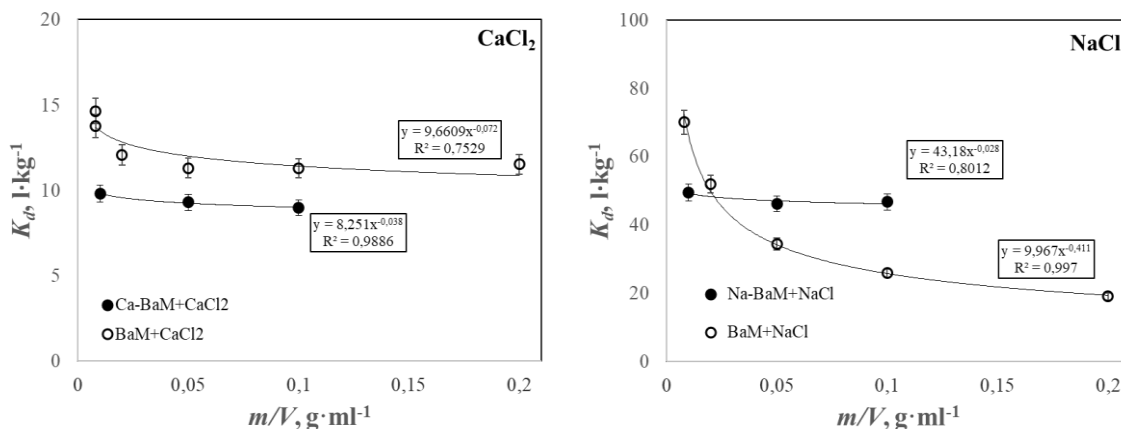 CaCl2
20
15
10
5
0
Kd, l·kg-1
y = 9,6609x-0,072
R² = 0,7529
y = 8,251x-0,038
R² = 0,9886
Ca-BaM+CaCl2
BaM+CaCl2
0 0,05 0,1 0,15 0,2
m/V, g·ml-1
NaCl
100
80
60
40
20
0
Kd, l·kg-1
y = 43,18x-0,028
R² = 0,8012
y = 9,967x-0,411
R² = 0,997
Na-BaM+NaCl
BaM+NaCl
0 0,05 0,1 0,15 0,2
m/V, g·ml-1